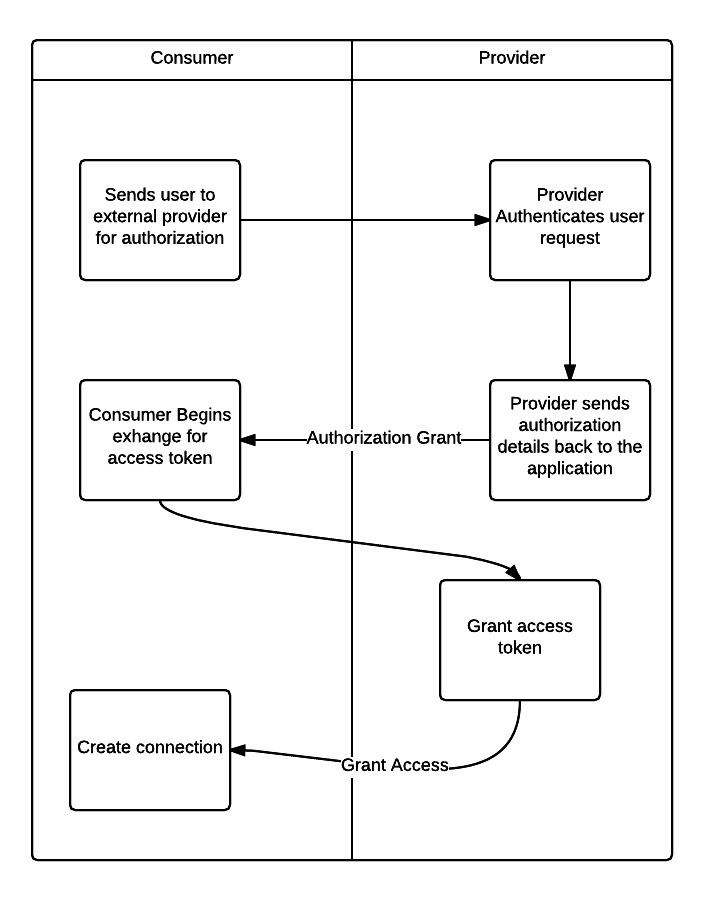 Consumer
Provider
Sends user to
external provider
for authorization
Provider
Authenticates user
request
Provider sends
authorization
details back to the
application
Authorization Grant
Consumer Begins
exhange for
access token
Grant access
token
Grant Access
Create connection